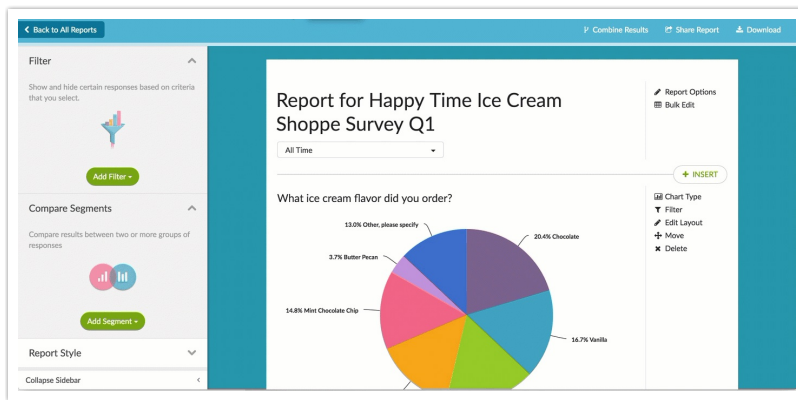 Back to All Reports
Combine Results
Share Report
Download
Filter
Show and hide certain responses based on criteria
that you select.
Add Filter
Compare Segments
Compare results between two or more groups of
responses
Add Segment
Report Style
Collapse Sidebar
Report for Happy Time Ice Cream
Shoppe Survey Q1
All Time
Report Options
Bulk Edit
+ INSERT
What ice cream flavor did you order?
Chart Type
Filter
Edit Layout
Move
Delete
13.0% Other, please specify
20.4% Chocolate
3.7% Butter Pecan
14.8% Mint Chocolate Chip
16.7% Vanilla